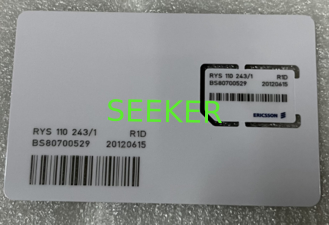 RYS 110 243/1 R1D
BS80700529 20120615
ERICSSON
SEEKER
RYS 110 243/1 R1D
BS80700529 20120615